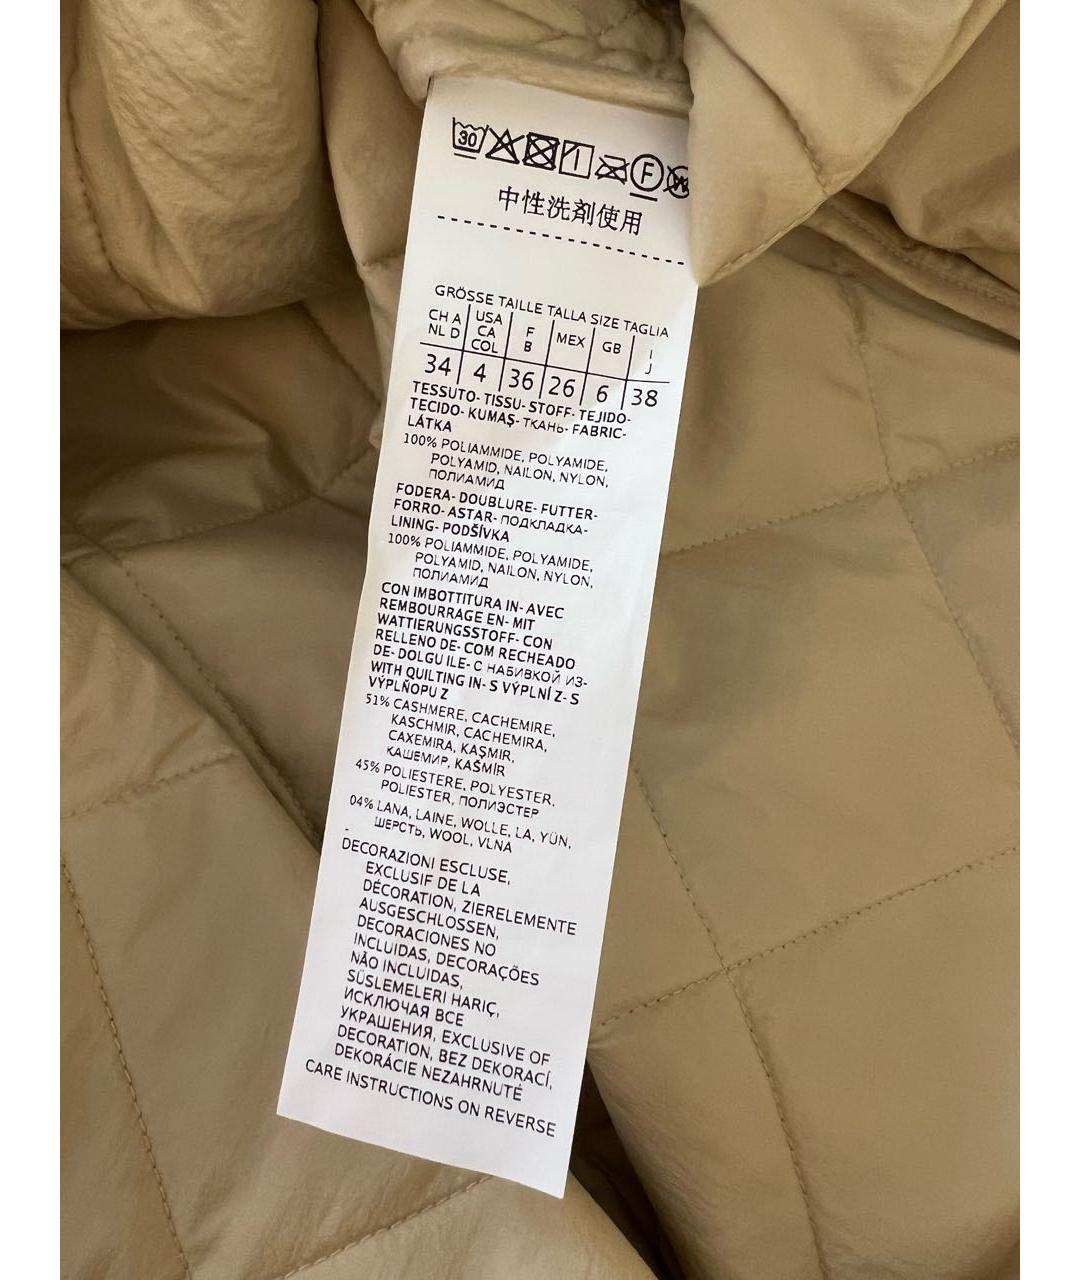 30 F W
中性洗剤使用
GRÖSSE TAILLE TALLA SIZE TAGLIA
CH A NL D
USA CA COL
F B
MEX
GB
I J
34 4 36 26 6 38
TESSUTO- TISSU- STOFF- TEJIDO-
TECIDO- KUMAŞ- ТКАНЬ- FABRIC-
LÁTKA
100% POLIAMMIDE, POLYAMIDE,
POLYAMID, NAILON, NYLON,
ПОЛИАМИД
FODERA- DOUBLURE- FUTTER-
FORRO- ASTAR- ПОДКЛАДКА-
LINING- PODŠÍVKA
100% POLIAMMIDE, POLYAMIDE,
POLYAMID, NAILON, NYLON,
ПОЛИАМИД
CON IMBOTTITURA IN- AVEC
REMBOURRAGE EN- MIT
WATTIERUNGSSTOFF- CON
RELLENO DE- COM RECHEADO
DE- DOLGU ILE- С НАБИВКОЙ ИЗ-
WITH QUILTING IN- S VÝPLNÍ Z- S
VÝPLŇOPU Z
51% CASHMERE, CACHEMIRE,
KASCHMIR, CACHEMIRA,
CAXEMIRA, KAŞMIR,
КАШЕМИР, KAŠMÍR
45% POLIESTERE, POLYESTER,
POLIESTER, ПОЛИЭСТЕР
04% LANA, LAINE, WOLLE, LA, YÜN,
ШЕРСТЬ, WOOL, VLNA
-
DECORAZIONI ESCLUSE,
EXCLUSIF DE LA
DÉCORATION, ZIERELEMENTE
AUSGESCHLOSSEN,
DECORACIONES NO
INCLUIDAS, DECORAÇÕES
NÃO INCLUIDAS,
SÜSLEMELERI HARIÇ,
ИСКЛЮЧАЯ ВСЕ
УКРАШЕНИЯ, EXCLUSIVE OF
DECORATION, BEZ DEKORACÍ,
DEKORÁCIE NEZAHRNUTÉ
CARE INSTRUCTIONS ON REVERSE